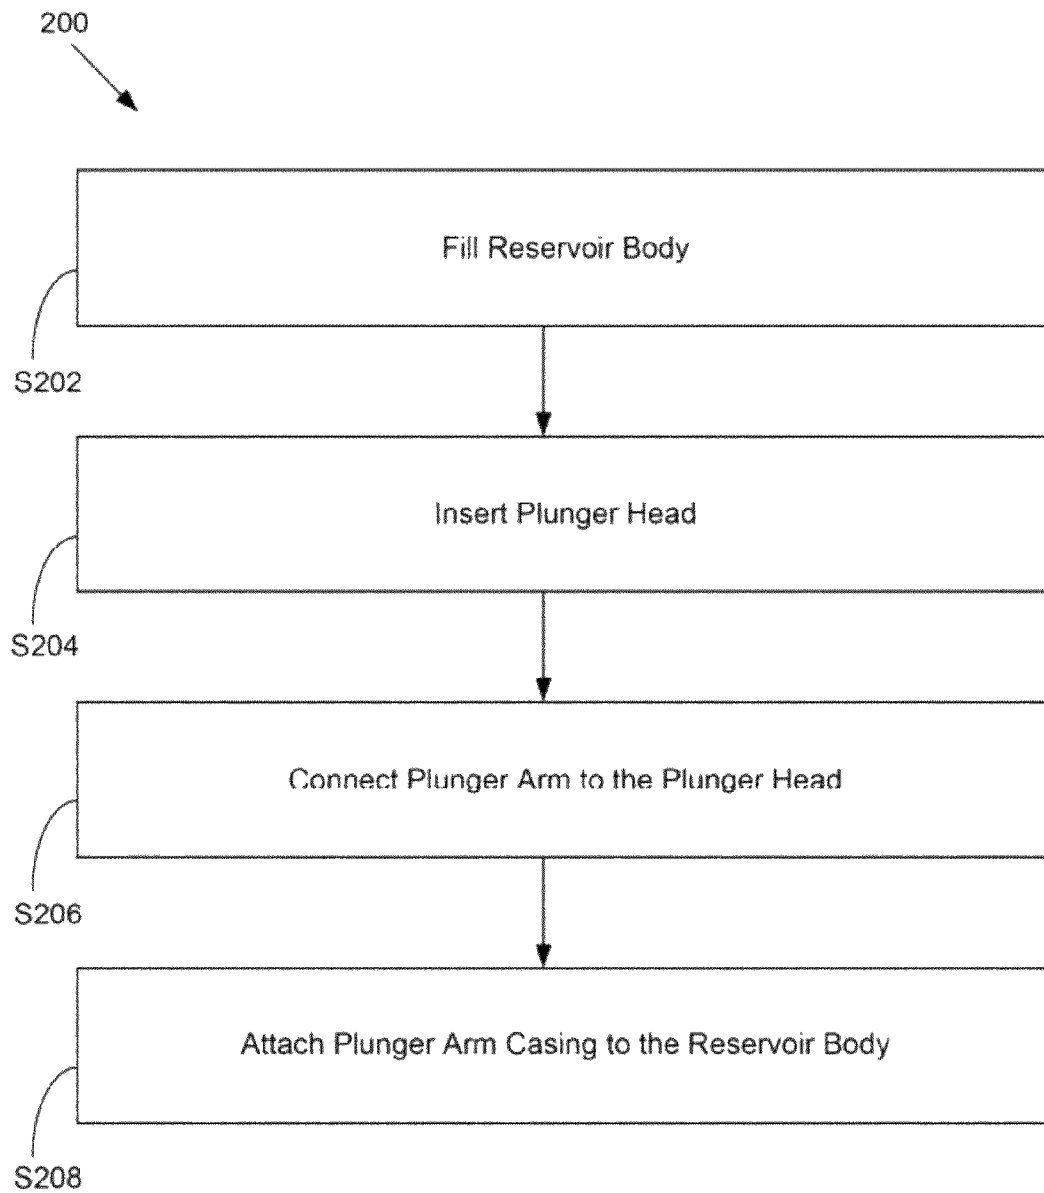 200
Fill Reservoir Body
S202
Insert Plunger Head
S204
Connect Plunger Arm to the Plunger Head
S206
Attach Plunger Arm Casing to the Reservoir Body
S208